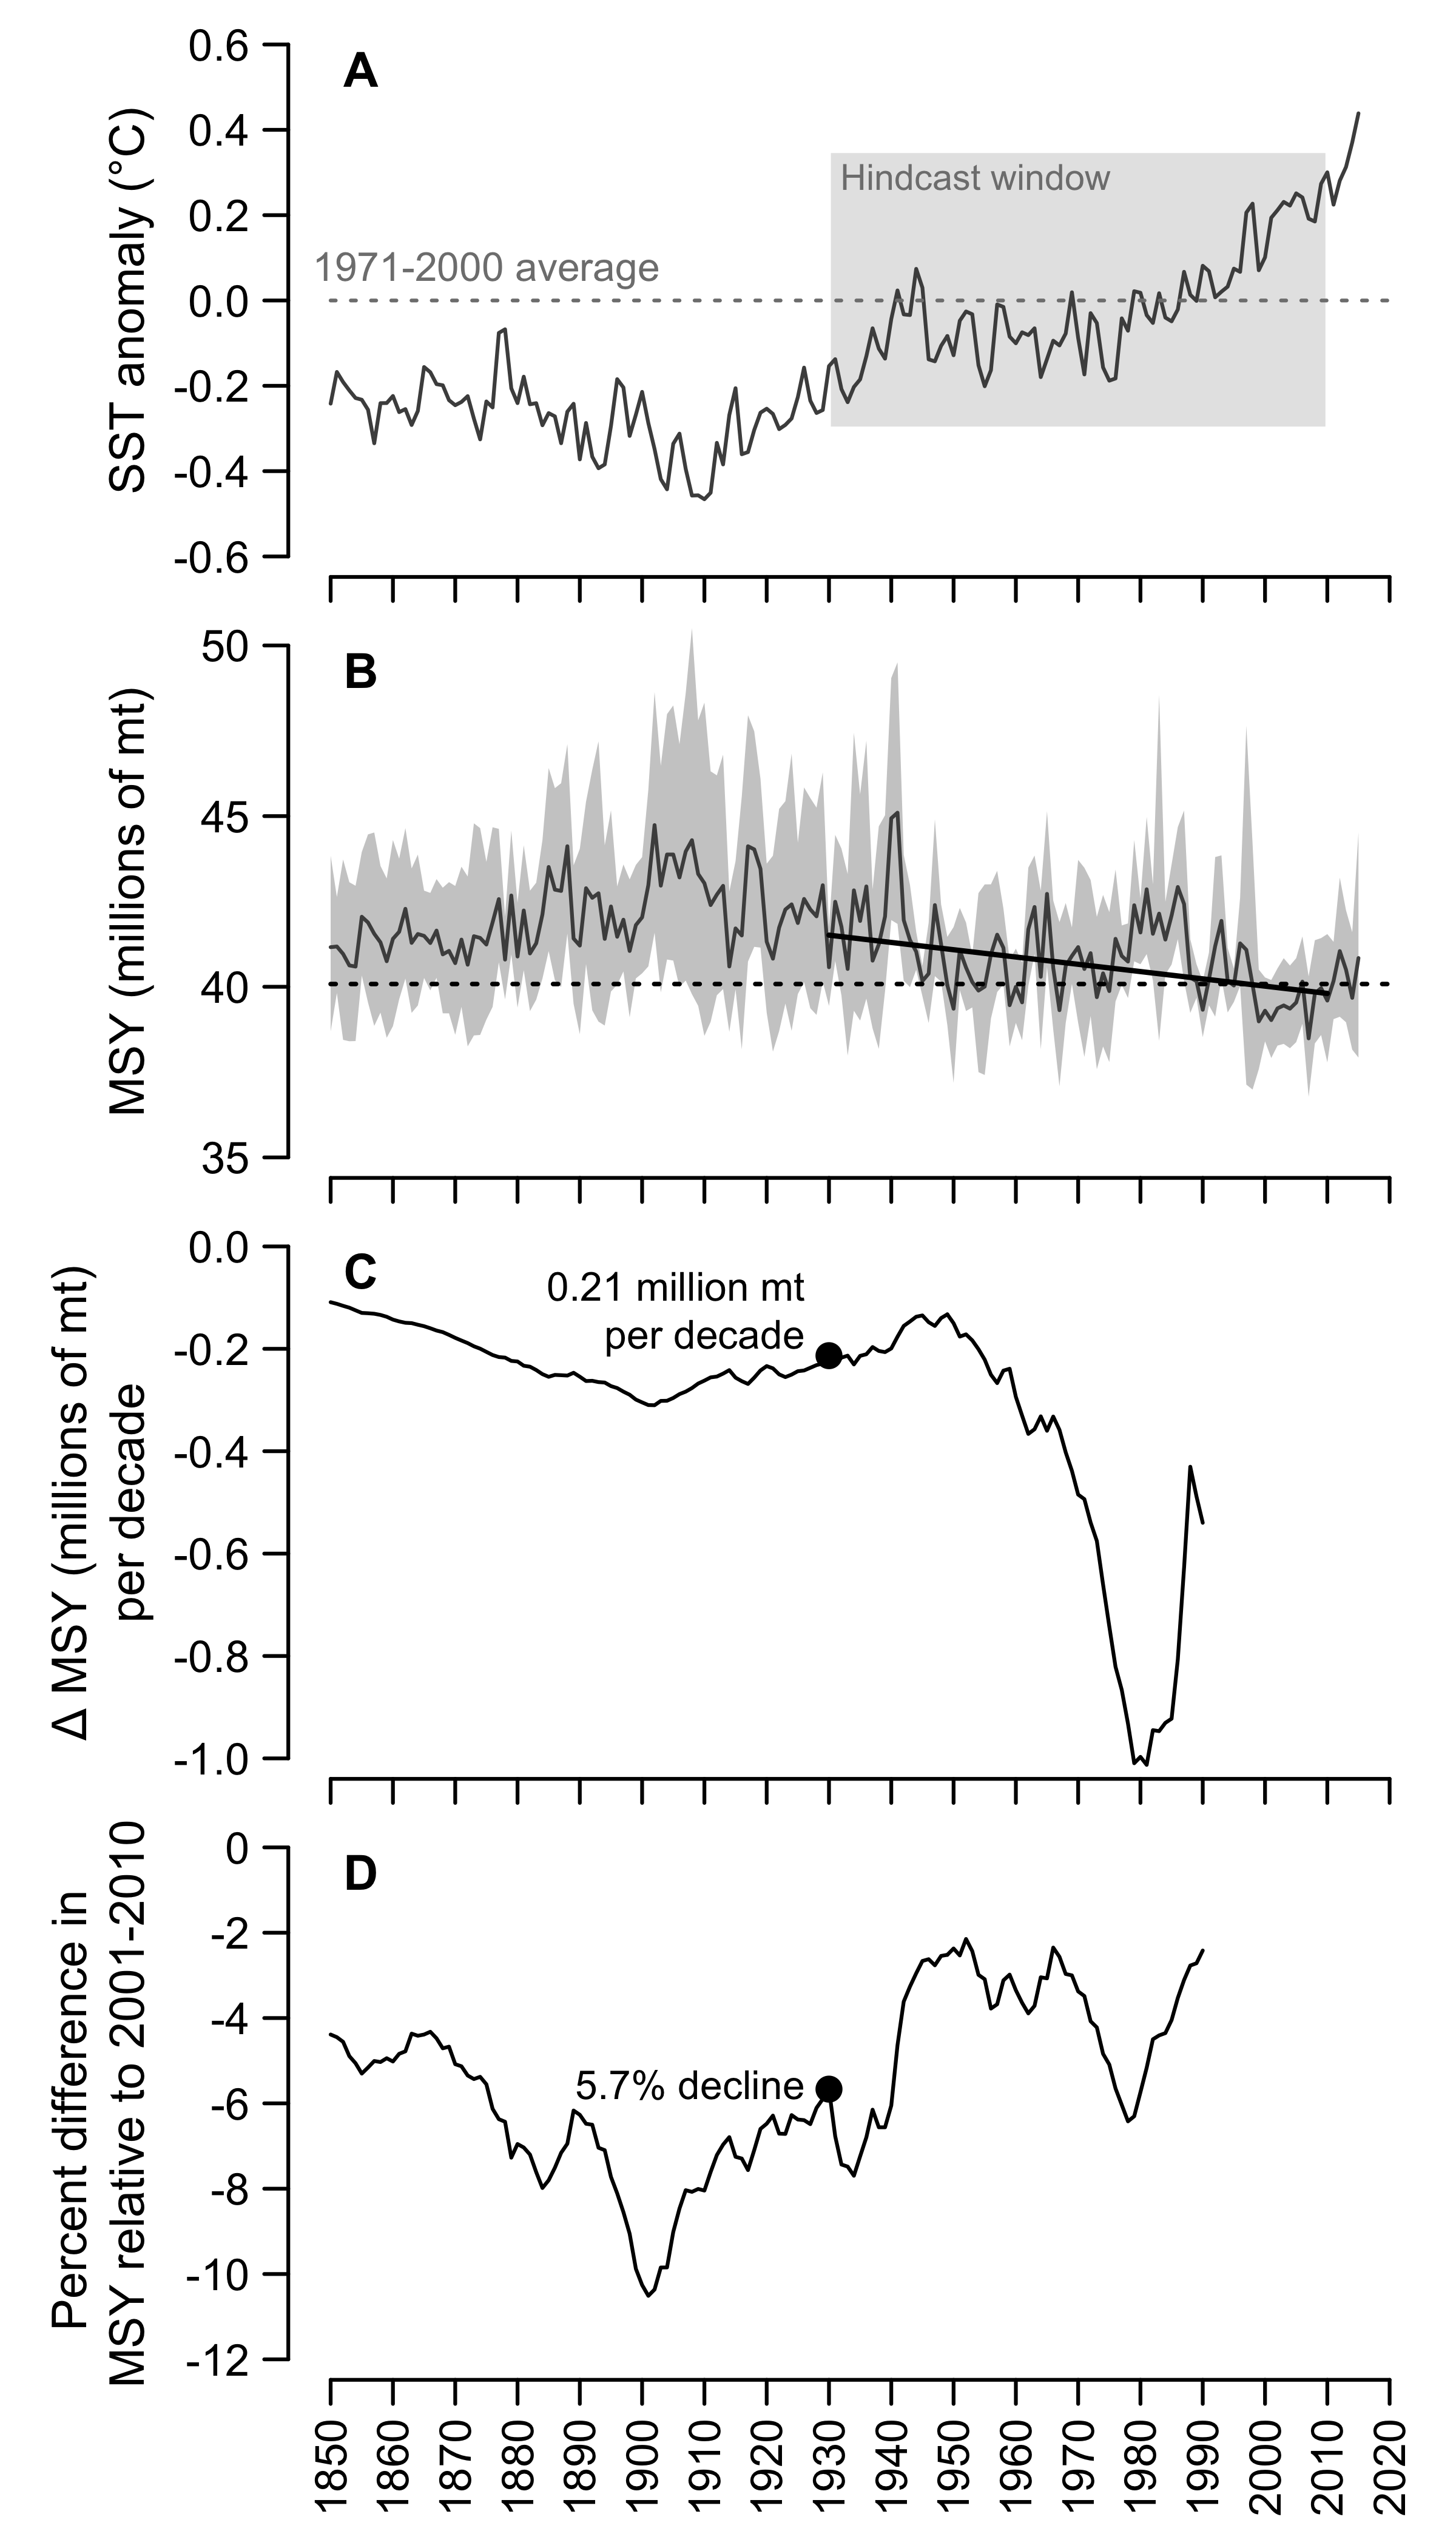 A
SST anomaly (°C)
0.6
0.4
0.2
0.0
-0.2
-0.4
-0.6
Hindcast window
1971-2000 average
B
MSY (millions of mt)
50
45
40
35
C
Δ MSY (millions of mt)
per decade
0.0
-0.2
-0.4
-0.6
-0.8
-1.0
0.21 million mt
per decade
D
Percent difference in
MSY relative to 2001-2010
0
-2
-4
-6
-8
-10
-12
5.7% decline
1850
1860
1870
1880
1890
1900
1910
1920
1930
1940
1950
1960
1970
1980
1990
2000
2010
2020